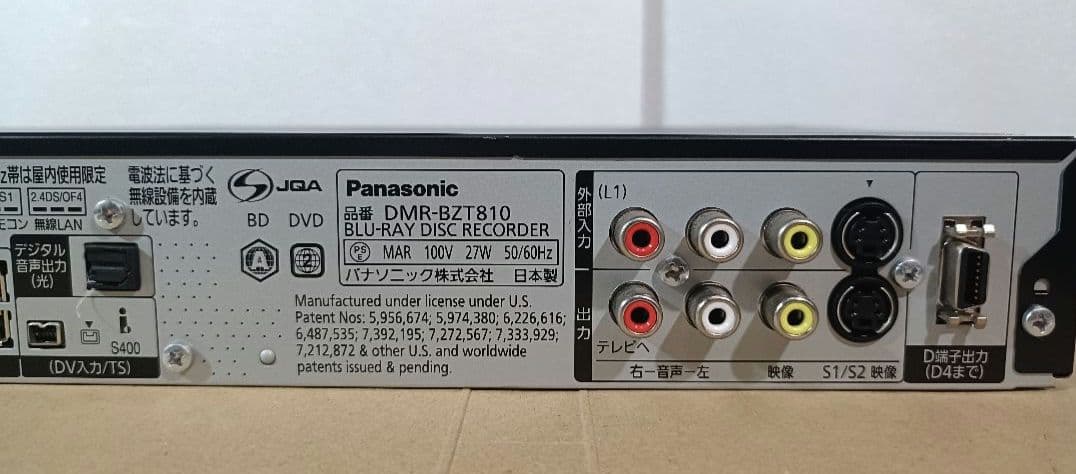 z帯は屋内使用限定
S1
2.4DS/OF4
モコン 無線LAN
電波法に基づく
無線設備を内蔵
しています。
JQA
BD DVD
A
2
デジタル
音声出力
(光)
i
S400
(DV入力/TS)
Panasonic
品番 DMR-BZT810
BLU-RAY DISC RECORDER
PS
E
MAR 100V 27W 50/60Hz
パナソニック株式会社 日本製
Manufactured under license under U.S.
Patent Nos: 5,956,674; 5,974,380; 6,226,616;
6,487,535; 7,392,195; 7,272,567; 7,333,929;
7,212,872 & other U.S. and worldwide
patents issued & pending.
外部入力
(L1)
出力
テレビへ
右ー音声ー左
映像
S1/S2 映像
D端子出力
(D4まで)